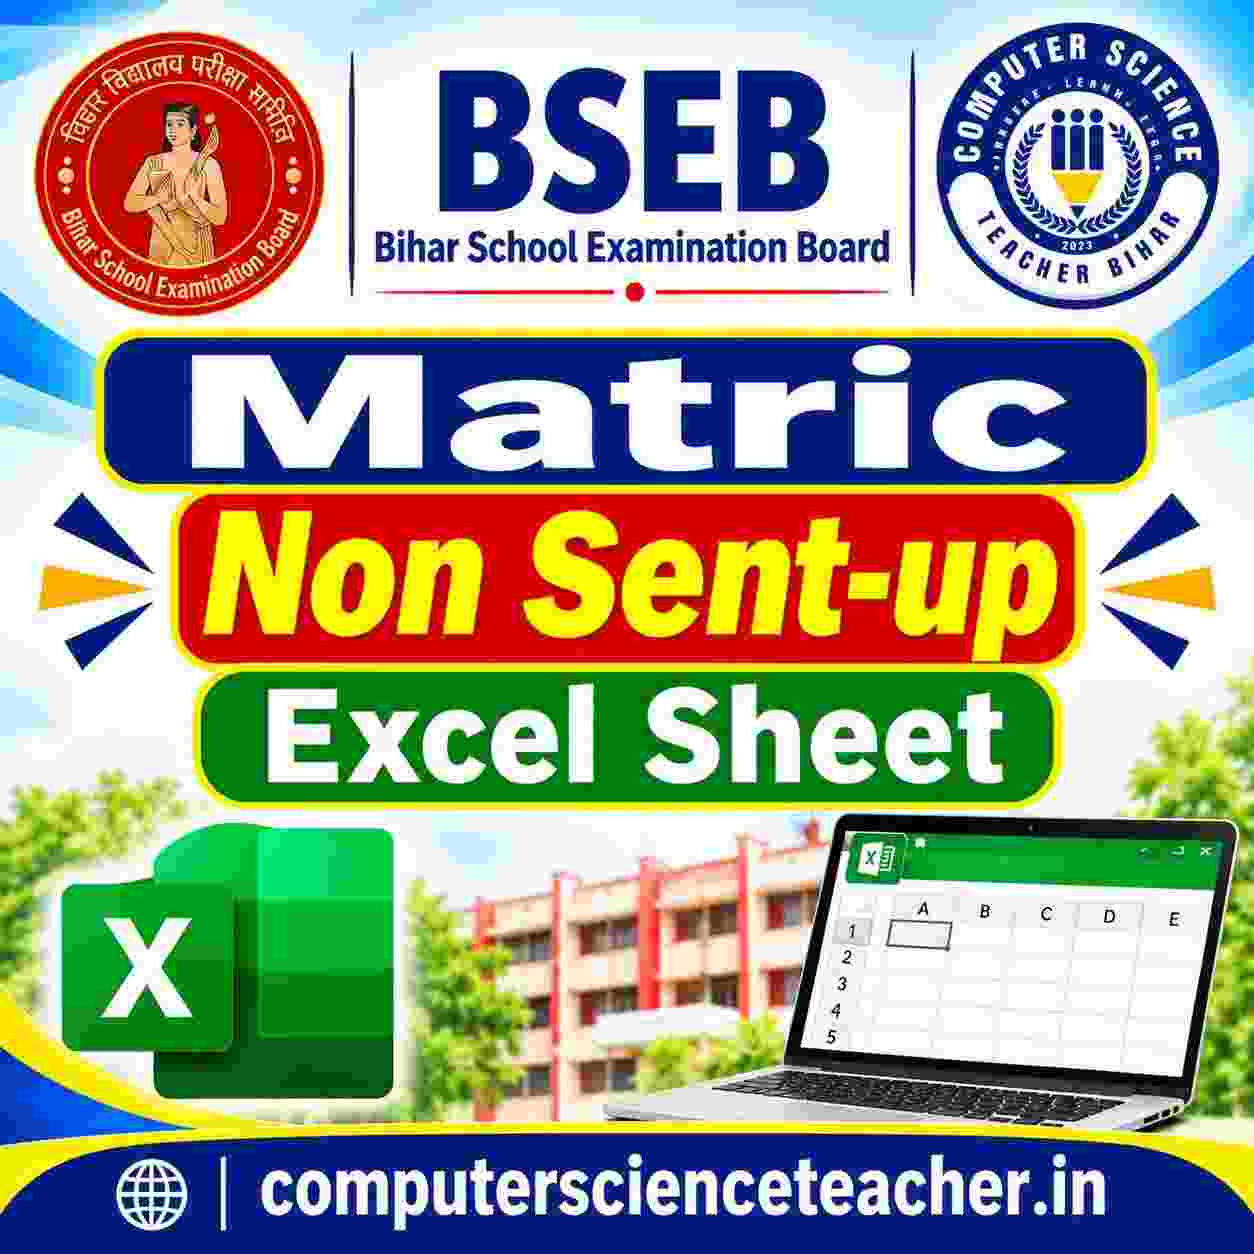 बिहार विद्यालय परीक्षा समिति
Bihar School Examination Board
BSEB
Bihar School Examination Board
COMPUTER SCIENCE
TEACHER BIHAR
2023
Matric
Non Sent-up
Excel Sheet
X
X
A B C D E
1
2
3
4
5
computerscienceteacher.in